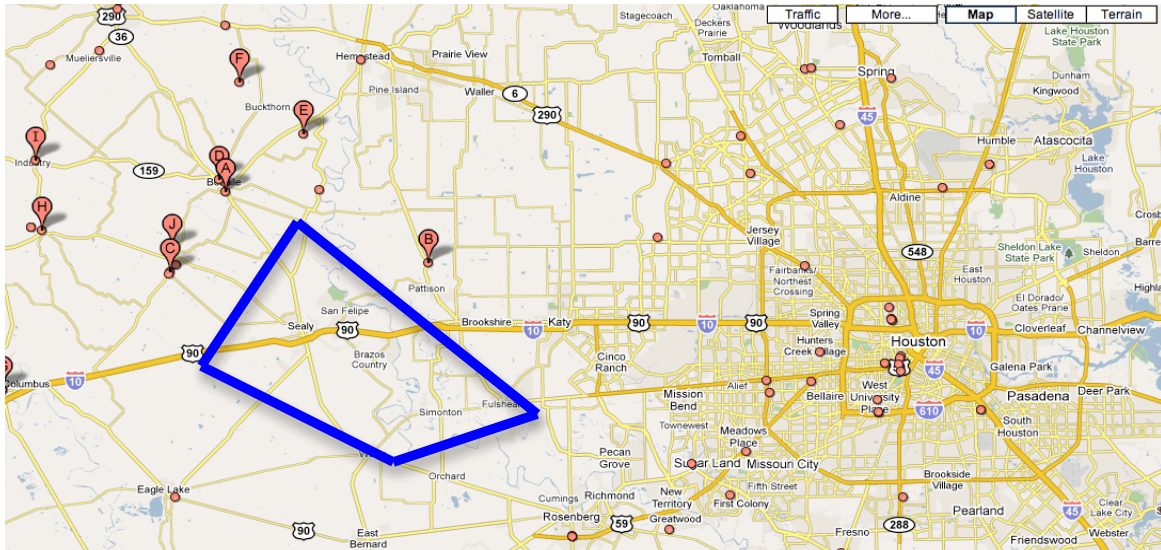 Oklahoma
Traffic
More...
Map
Satellite
Terrain
290
36
Stagecoach
Deckers
Prairie
Woodlands
Lake Houston
State Park
Mueliersville
F
Hempstead
Prairie View
Tomball
Spring
Dunham
Kingwood
Pine Island
Waller
6
290
45
Buckthorn
E
I
Industry
159
D
A
Humble
Atascocita
Lake
Houston
Aldine
H
J
C
B
Jersey
Village
548
Sheldon Lake
State Park
Sheldon
Fairbanks/
Northest
Crossing
East
Houston
Pattison
San Felipe
Sealy
90
Brookshire
10
Katy
90
10
90
Spring
Valley
El Dorado/
Oates Prairie
10
Cloverleaf
Channelview
Hunters
Creek Village
Houston
90
Brazos
Country
Cinco
Ranch
45
Galena Park
Columbus
10
Alief
Bellaire
West
University
Place
Pasadena
Deer Park
Mission
Bend
610
Simonton
Fulshear
Townewest
Meadows
Place
South
Houston
Pecan
Grove
Sugar Land
Missouri City
Orchard
Brookside
Village
Eagle Lake
Cumings
Richmond
New
Territory
Fifth Street
First Colony
Rosenberg
59
Greatwood
288
Pearland
45
Clear
Lake City
90
East
Bernard
Fresno
Friendswood
Webster